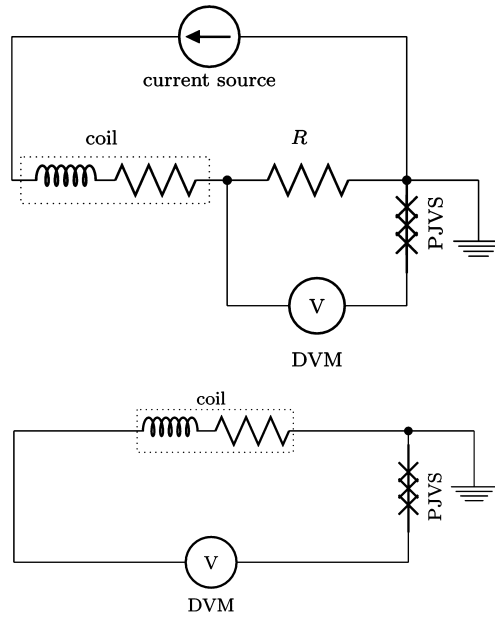 current source
coil
R
PJVS
V
DVM
coil
PJVS
V
DVM